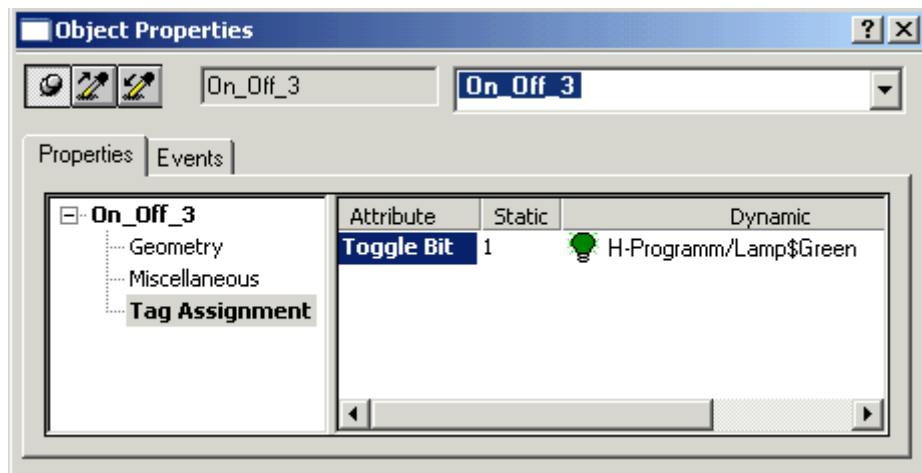 Object Properties
On_Off_3 On_Off_3
Properties Events
On_Off_3
Geometry
Miscellaneous
Tag Assignment
Attribute Static Dynamic
Toggle Bit 1 H-Programm/Lamp$Green